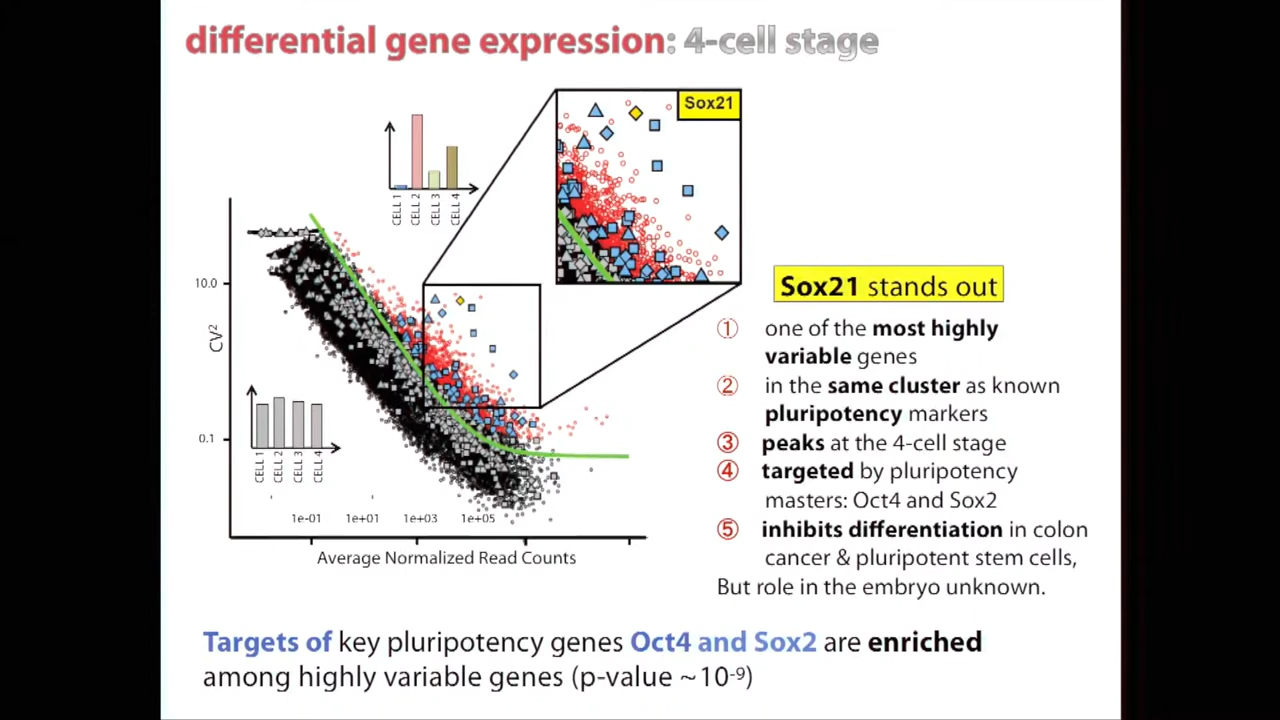 differential gene expression: 4-cell stage
Sox21
CELL 1
CELL 2
CELL 3
CELL 4
10.0
CV²
0.1
CELL 1
CELL 2
CELL 3
CELL 4
1e-01 1e+01 1e+03 1e+05
Average Normalized Read Counts
Sox21 stands out
① one of the most highly
variable genes
② in the same cluster as known
pluripotency markers
③ peaks at the 4-cell stage
④ targeted by pluripotency
masters: Oct4 and Sox2
⑤ inhibits differentiation in colon
cancer & pluripotent stem cells,
But role in the embryo unknown.
Targets of key pluripotency genes Oct4 and Sox2 are enriched
among highly variable genes (p-value ~10⁻⁹)